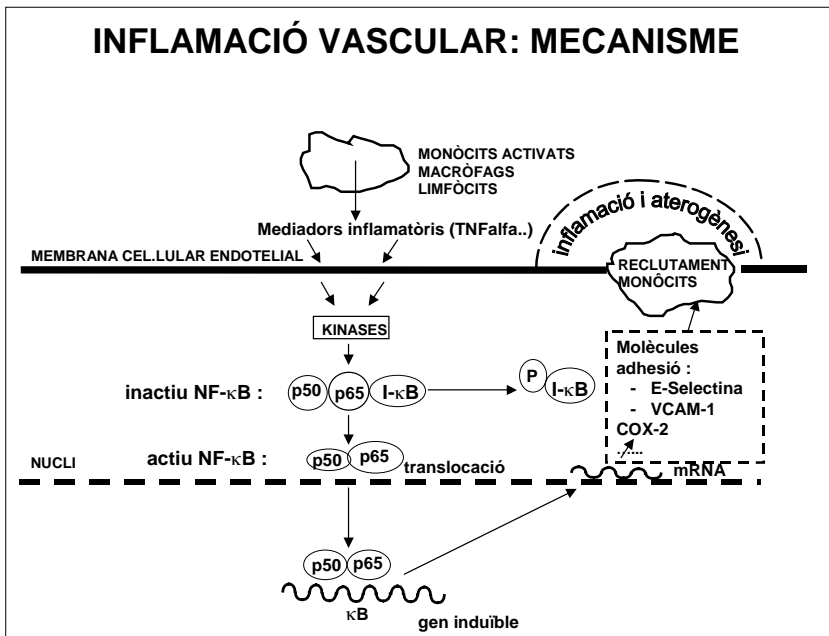 INFLAMACIÓ VASCULAR: MECANISME
MONÒCITS ACTIVATS
MACRÒFAGS
LIMFÒCITS
Mediadors inflamatòris (TNFalfa..)
inflamació i aterogènesi
MEMBRANA CEL.LULAR ENDOTELIAL
RECLUTAMENT
MONÔCITS
KINASES
Molècules
adhesió :
- E-Selectina
- VCAM-1
COX-2
......
inactiu NF-κB :
p50 p65 I-κB
P
I-κB
actiu NF-κB :
p50 p65
translocació
NUCLI
mRNA
p50 p65
κB
gen induïble